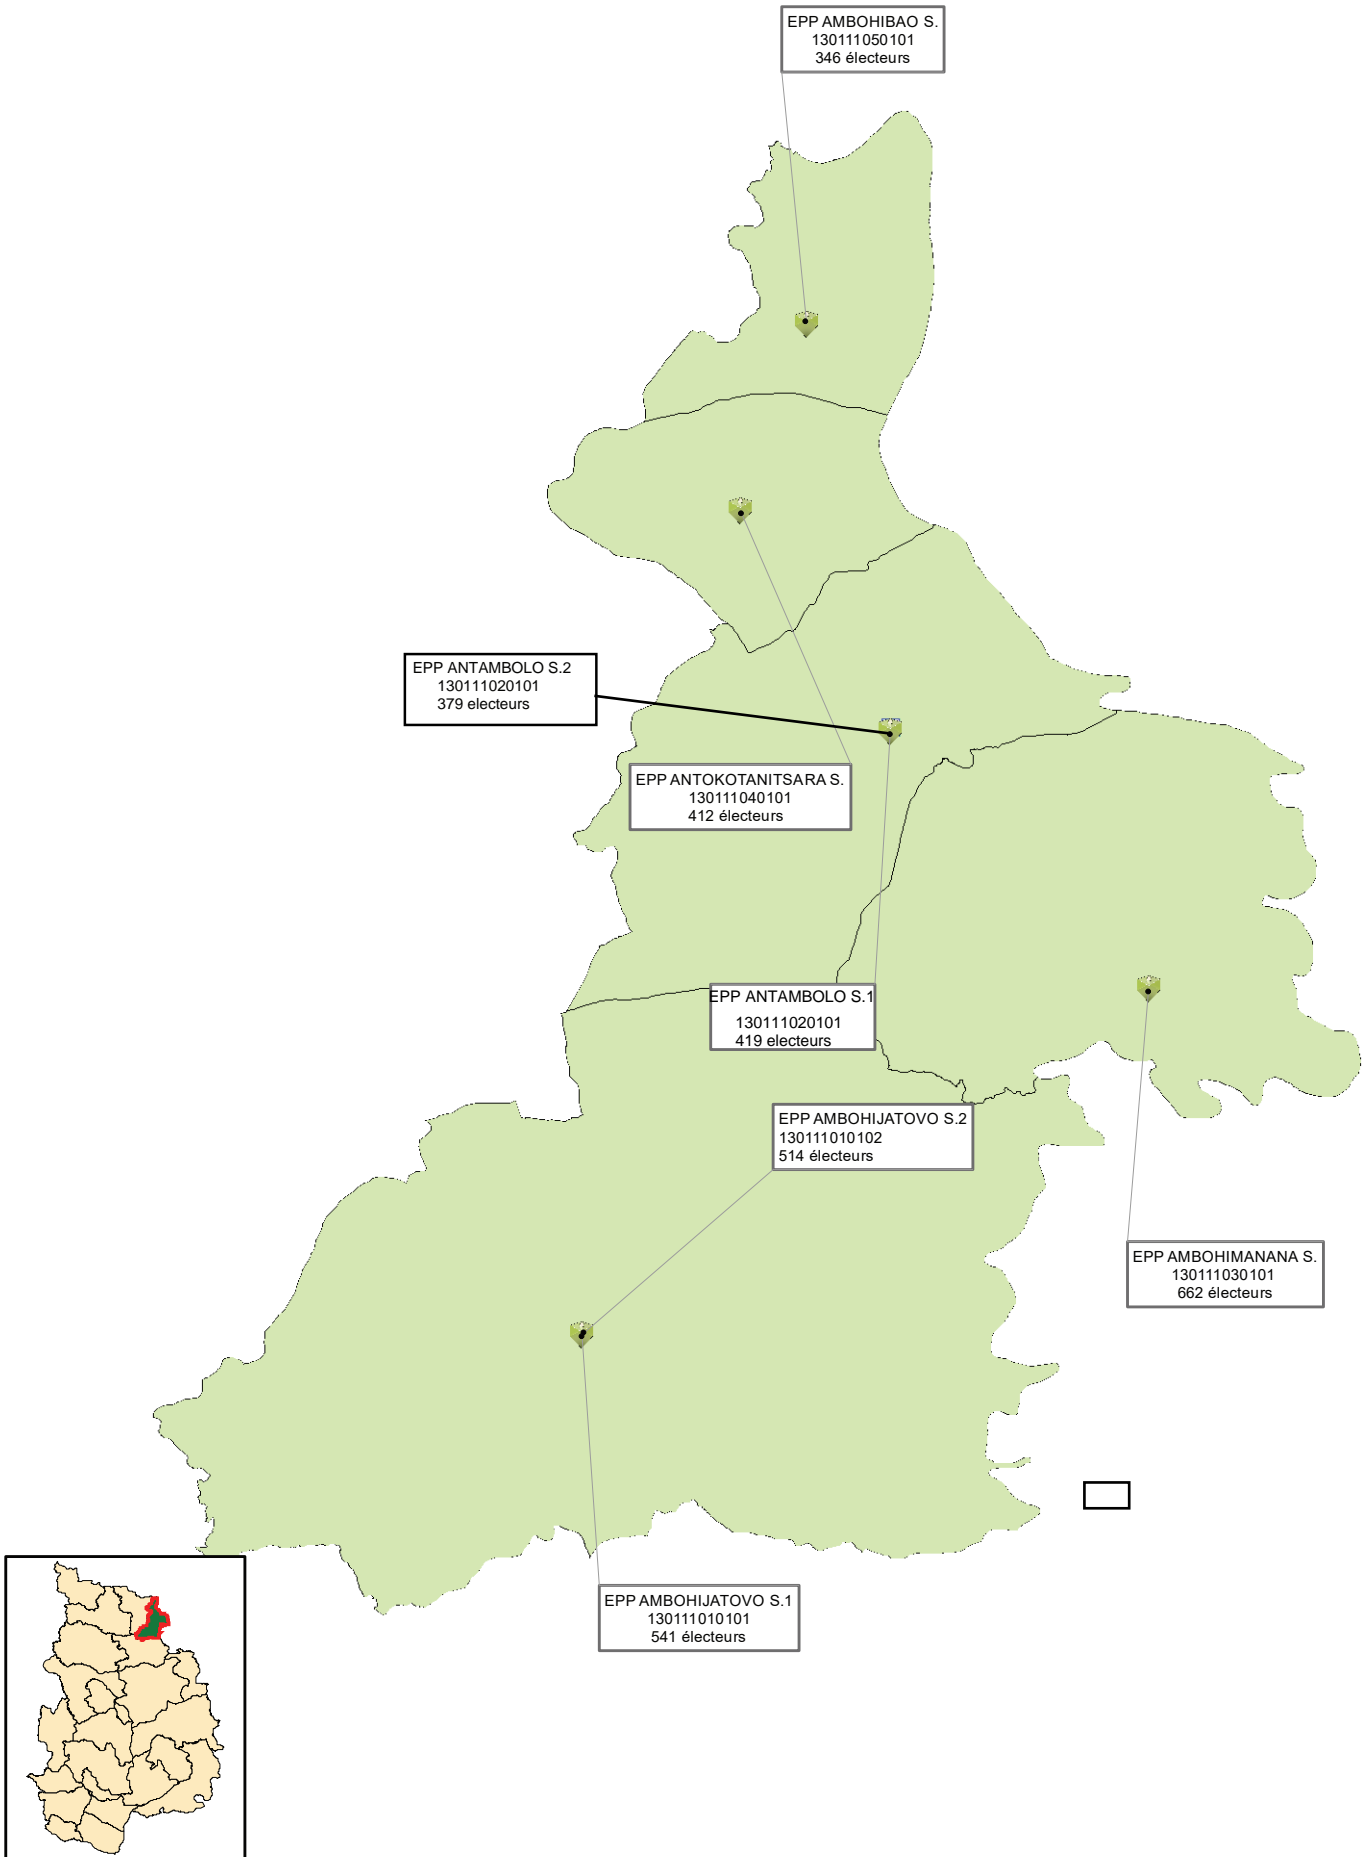 EPP AMBOHIBAO S.
130111050101
346 électeurs
EPP ANTAMBOLO S.2
130111020101
379 electeurs
EPP ANTOKOTANITSARA S.
130111040101
412 électeurs
EPP ANTAMBOLO S.1
130111020101
419 electeurs
EPP AMBOHIJATOVO S.2
130111010102
514 électeurs
EPP AMBOHIMANANA S.
130111030101
662 électeurs
EPP AMBOHIJATOVO S.1
130111010101
541 électeurs